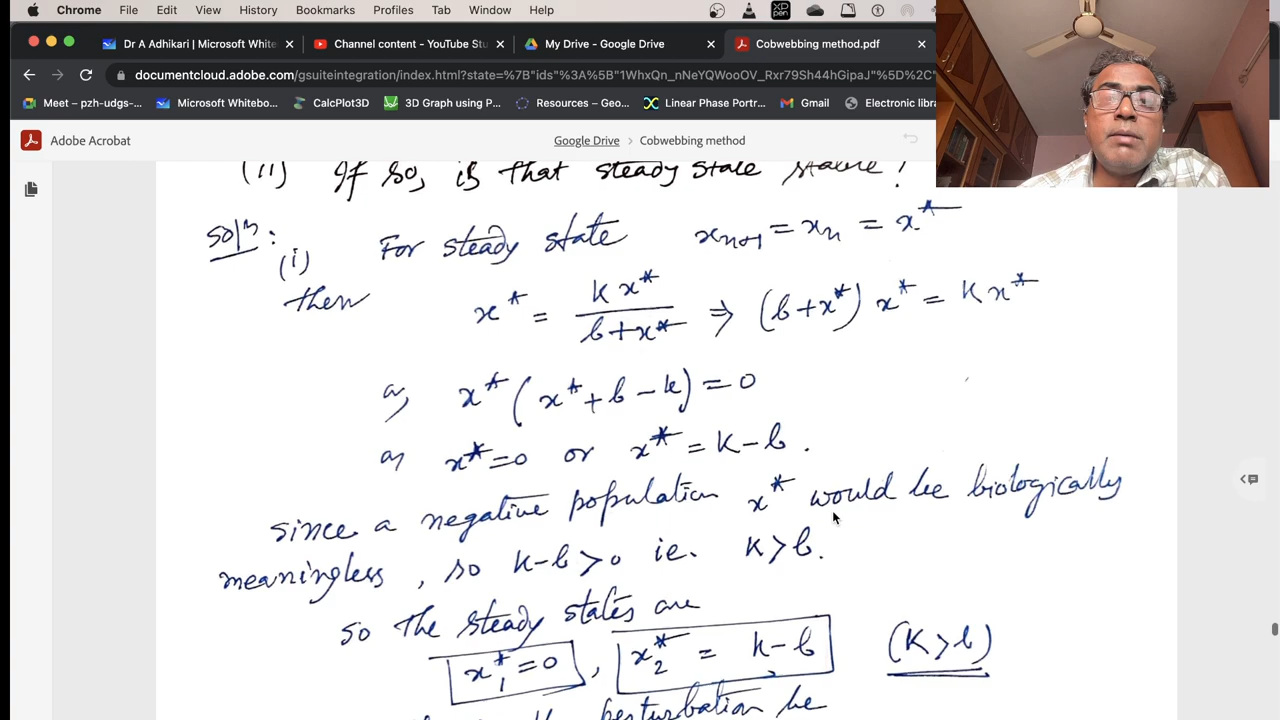 Chrome File Edit View History Bookmarks Profiles Tab Window Help
Dr A Adhikari | Microsoft White × Channel content - YouTube Stu × My Drive - Google Drive × Cobwebbing method.pdf ×
documentcloud.adobe.com/gsuiteintegration/index.html?state=%7B"ids"%3A%5B"1WhxQn_nNeYQWooOV_Rxr79Sh44hGipaJ"%5D%2C"
Meet – pzh-udgs-... Microsoft Whitebo... CalcPlot3D 3D Graph using P... Resources – Geo... Linear Phase Portr... Gmail Electronic libra
Adobe Acrobat Google Drive > Cobwebbing method
(ii) If so, is that steady state stable?
Soln: (i) For steady state x_{n+1} = x_n = x*
then x* = Kx*/(b+x*) ⇒ (b+x*) x* = Kx*
or, x*(x*+b-k) = 0
or, x*=0 or x* = K-b.
since a negative population x* would be biologically
meaningless, so K-b>0 ie. K>b.
so the steady states are
x₁*=0, x₂* = k-b (K>b)
perturbation be